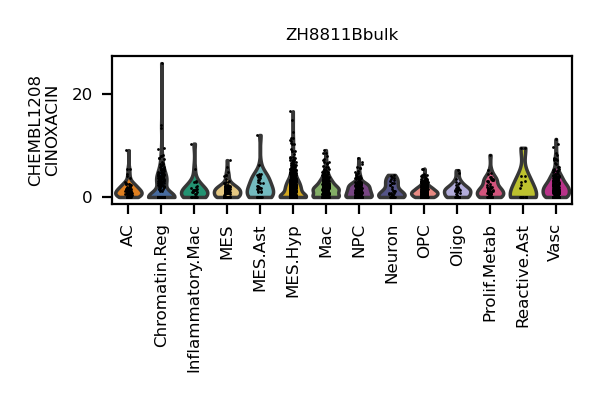 ZH8811Bbulk
CHEMBL1208
CINOXACIN
20
0
AC
Chromatin.Reg
Inflammatory.Mac
MES
MES.Ast
MES.Hyp
Mac
NPC
Neuron
OPC
Oligo
Prolif.Metab
Reactive.Ast
Vasc